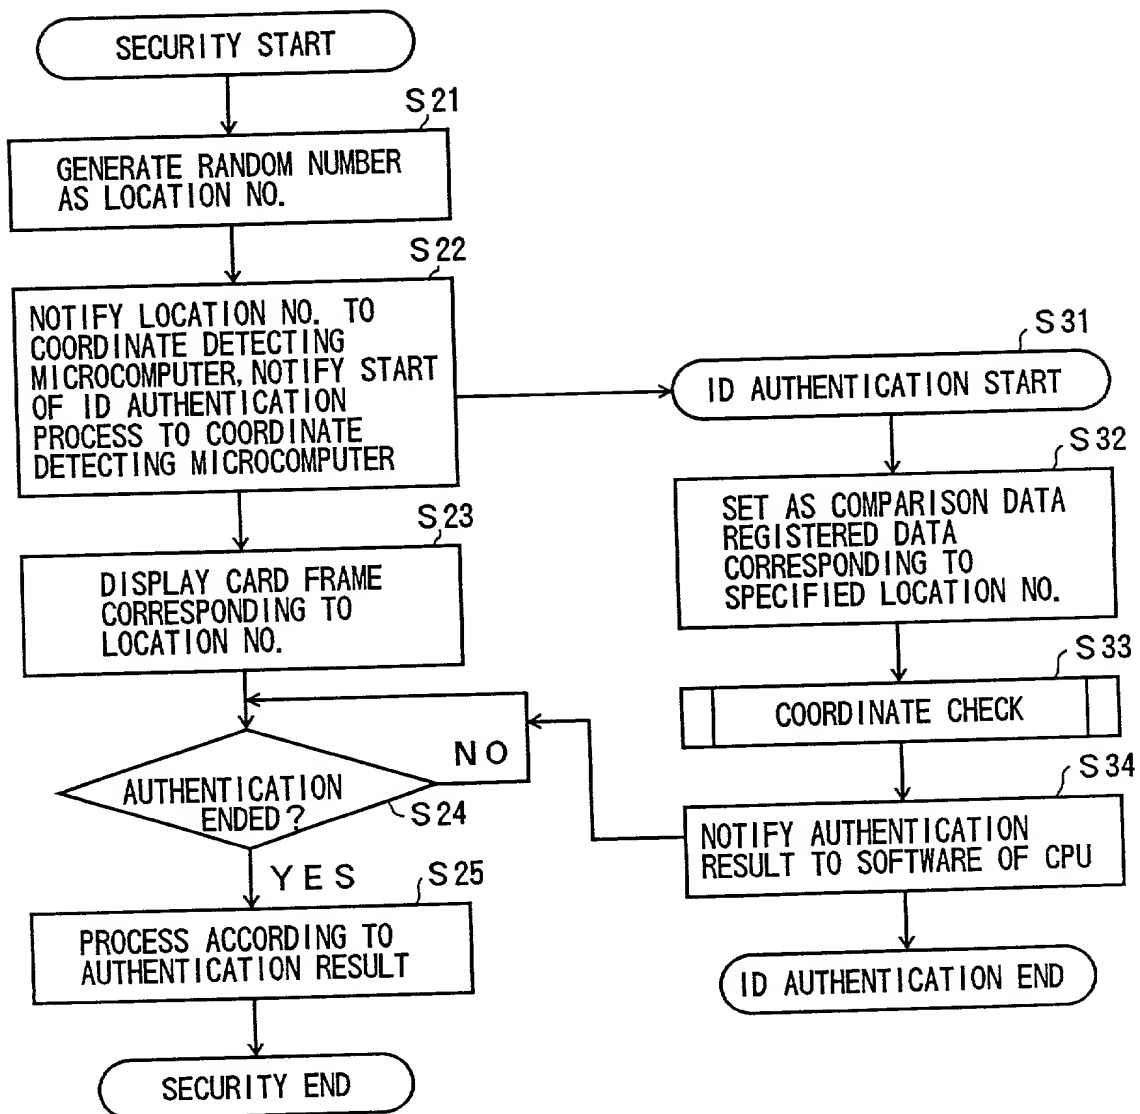 SECURITY START
S21
GENERATE RANDOM NUMBER
AS LOCATION NO.
S22
NOTIFY LOCATION NO. TO
COORDINATE DETECTING
MICROCOMPUTER, NOTIFY START
OF ID AUTHENTICATION
PROCESS TO COORDINATE
DETECTING MICROCOMPUTER
S23
DISPLAY CARD FRAME
CORRESPONDING TO
LOCATION NO.
NO
AUTHENTICATION
ENDED?
S24
YES
S25
PROCESS ACCORDING TO
AUTHENTICATION RESULT
SECURITY END
S31
ID AUTHENTICATION START
S32
SET AS COMPARISON DATA
REGISTERED DATA
CORRESPONDING TO
SPECIFIED LOCATION NO.
S33
COORDINATE CHECK
S34
NOTIFY AUTHENTICATION
RESULT TO SOFTWARE OF CPU
ID AUTHENTICATION END